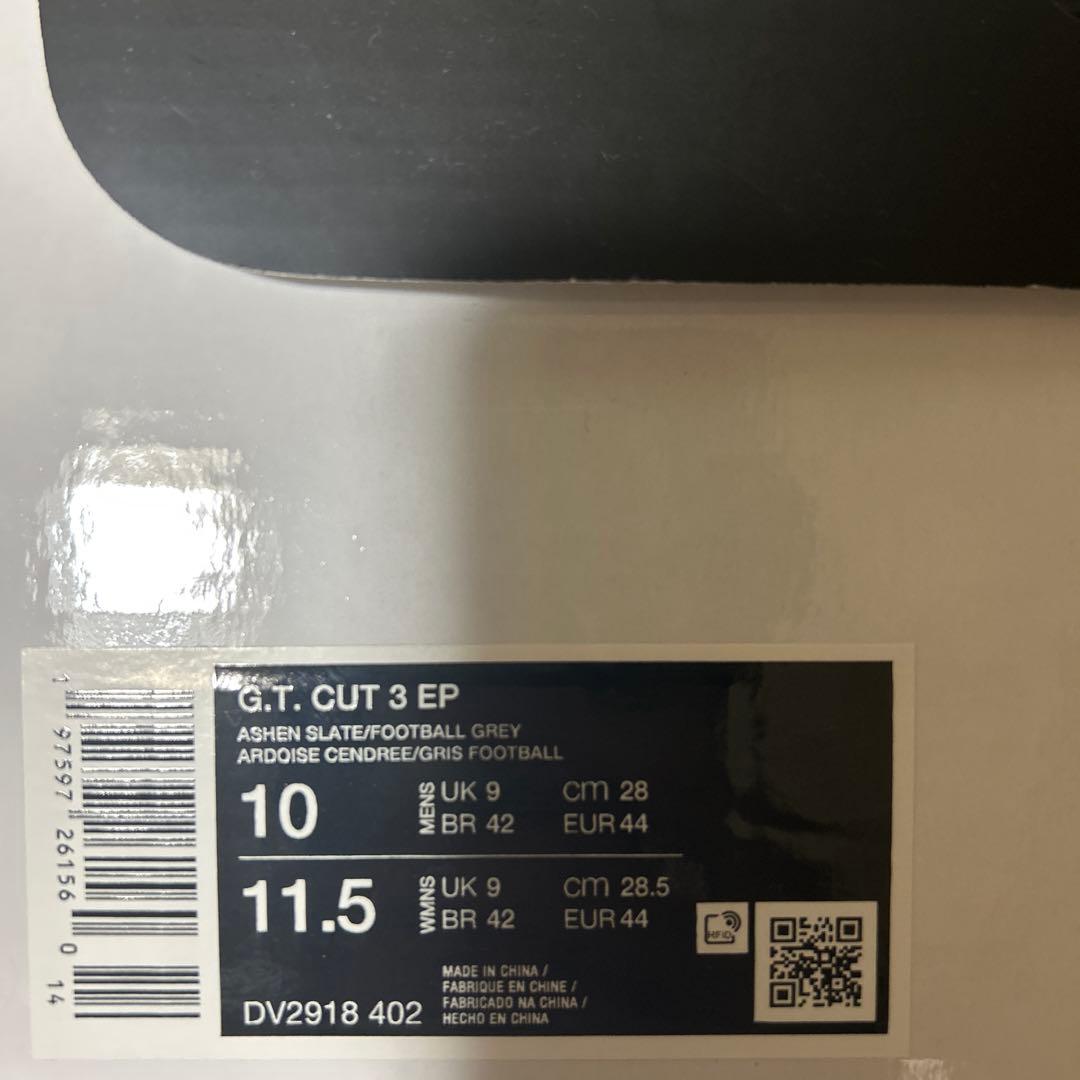 G.T. CUT 3 EP
ASHEN SLATE/FOOTBALL GREY
ARDOISE CENDREE/GRIS FOOTBALL
10 MENS UK 9 cm 28
BR 42 EUR 44
11.5 WMNS UK 9 cm 28.5
BR 42 EUR 44
RFID
MADE IN CHINA /
FABRIQUE EN CHINE /
FABRICADO NA CHINA /
HECHO EN CHINA
DV2918 402
1 97597 26156 0 14